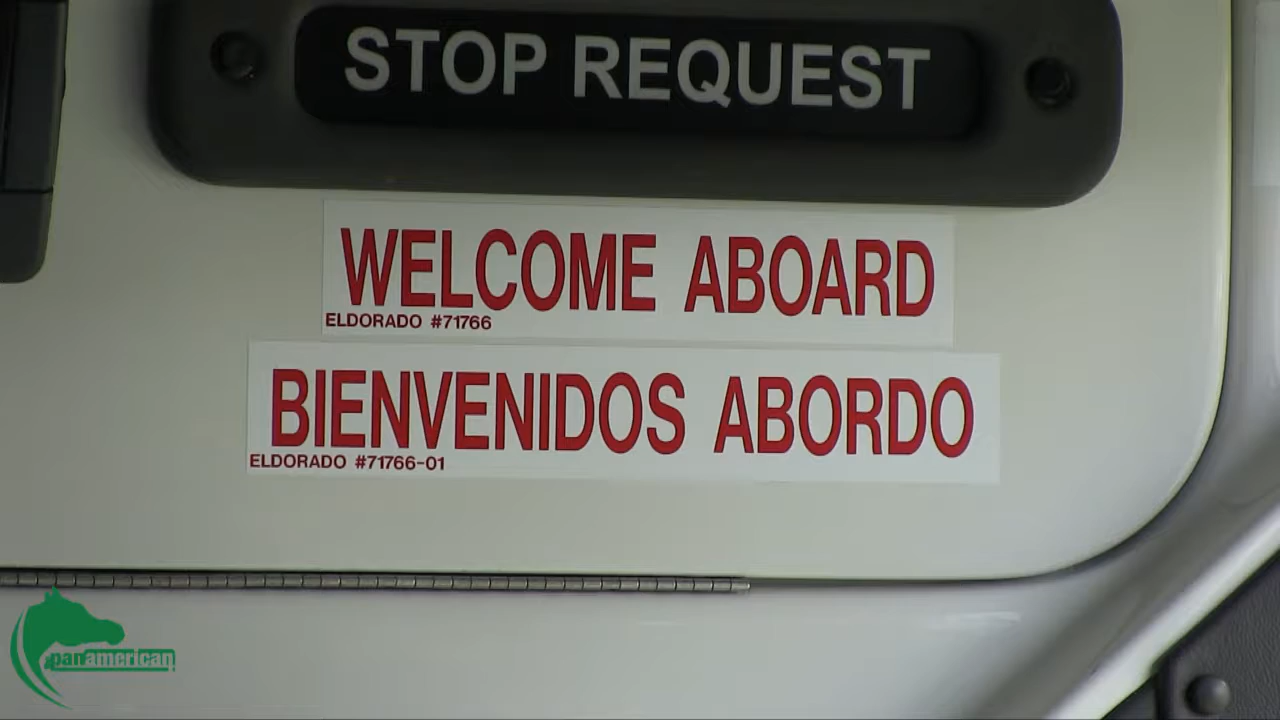 STOP REQUEST
WELCOME ABOARD
ELDORADO #71766
BIENVENIDOS ABORDO
ELDORADO #71766-01
panamerican